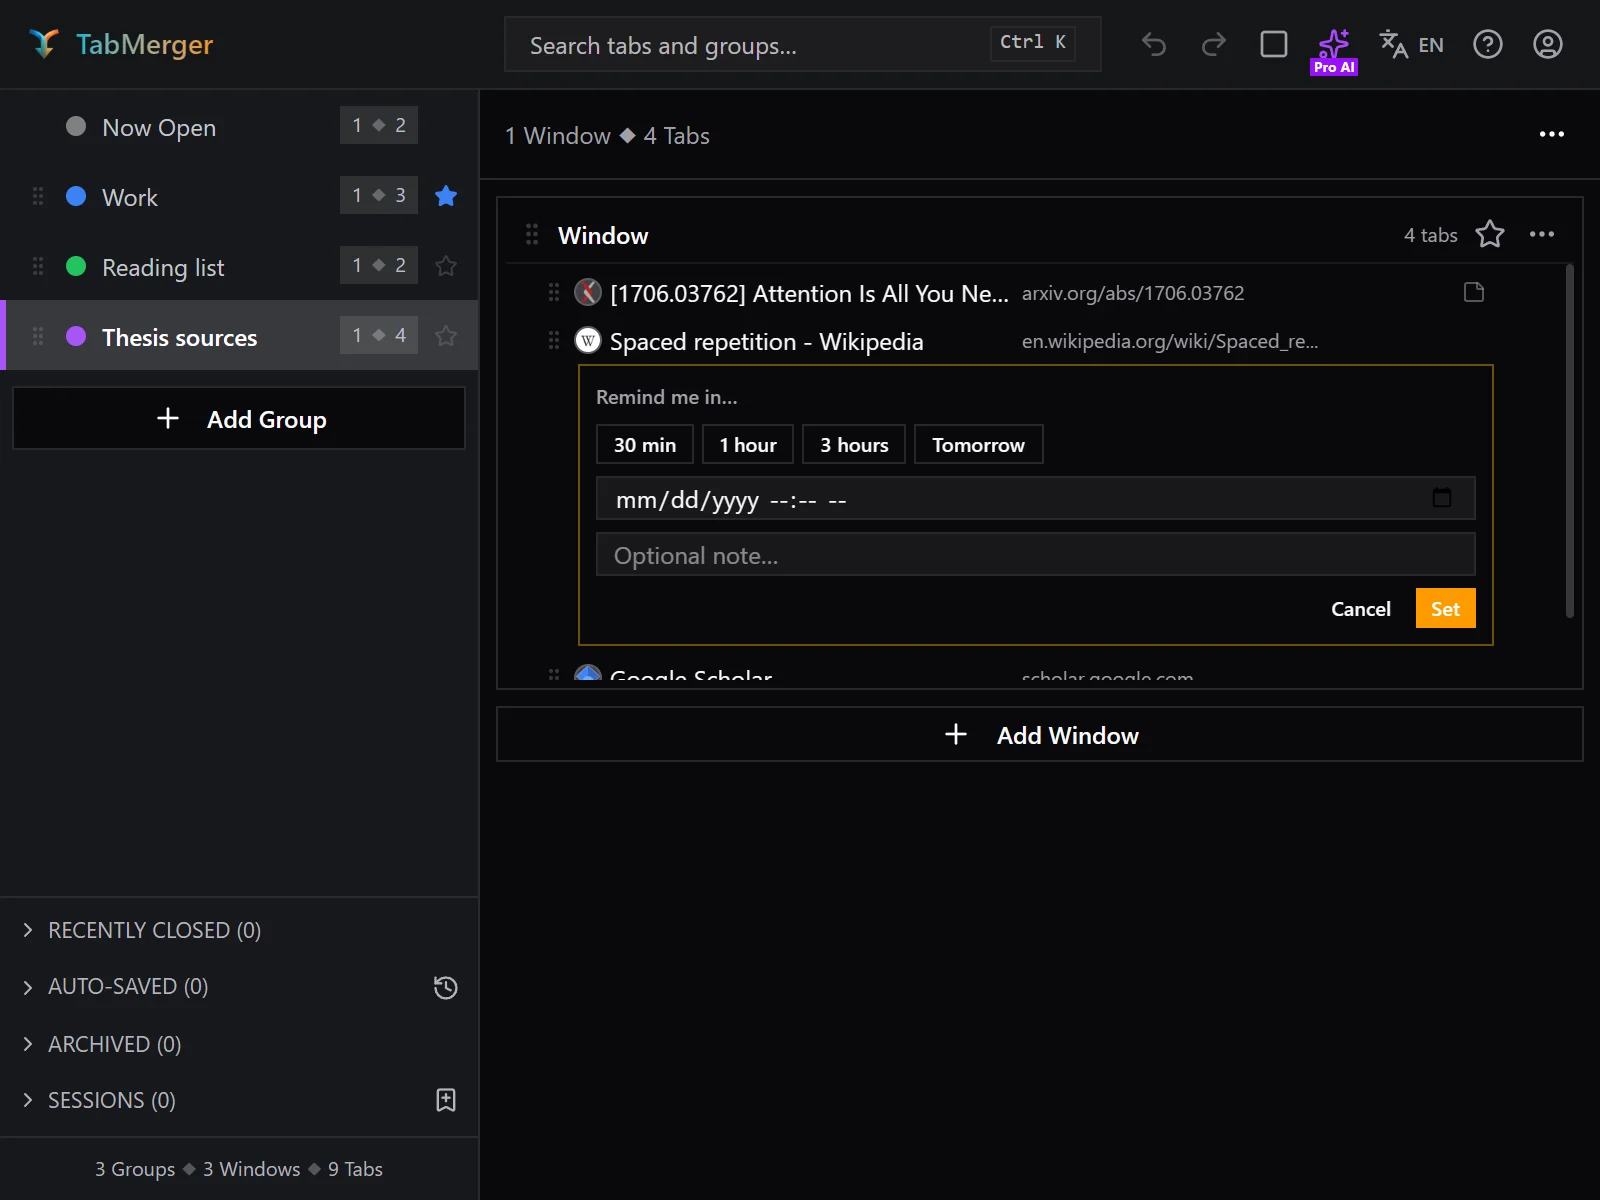 TabMerger
Search tabs and groups... Ctrl K
Pro AI
EN
Now Open 1 ◆ 2
Work 1 ◆ 3
Reading list 1 ◆ 2
Thesis sources 1 ◆ 4
+ Add Group
RECENTLY CLOSED (0)
AUTO-SAVED (0)
ARCHIVED (0)
SESSIONS (0)
3 Groups ◆ 3 Windows ◆ 9 Tabs
1 Window ◆ 4 Tabs
Window 4 tabs
[1706.03762] Attention Is All You Ne... arxiv.org/abs/1706.03762
W Spaced repetition - Wikipedia en.wikipedia.org/wiki/Spaced_re...
Remind me in...
30 min 1 hour 3 hours Tomorrow
mm/dd/yyyy --:-- --
Optional note...
Cancel Set
Google Scholar scholar.google.com
+ Add Window